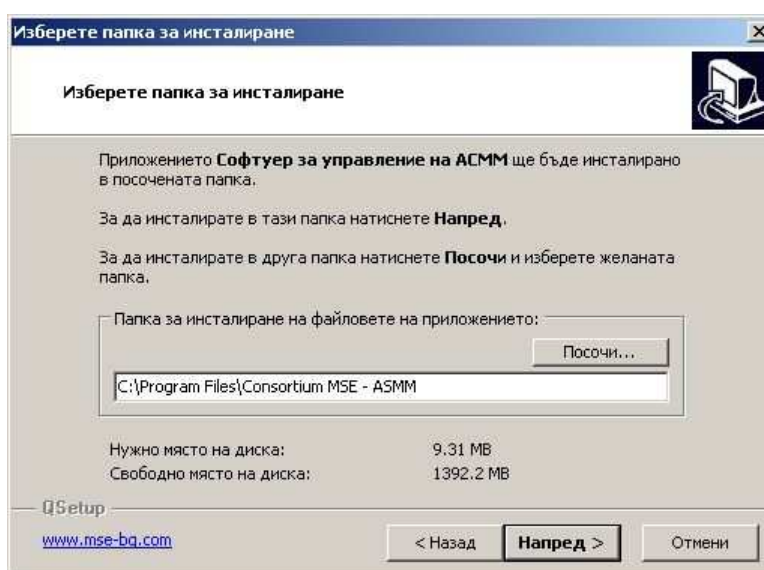 Изберете папка за инсталиране
Изберете папка за инсталиране
Приложението Софтуер за управление на АСММ ще бъде инсталирано
в посочената папка.
За да инсталирате в тази папка натиснете Напред.
За да инсталирате в друга папка натиснете Посочи и изберете желаната
папка.
Папка за инсталиране на файловете на приложението:
Посочи...
C:\Program Files\Consortium MSE - ASMM
Нужно място на диска: 9.31 MB
Свободно място на диска: 1392.2 MB
QSetup
www.mse-bg.com
< Назад Напред > Отмени